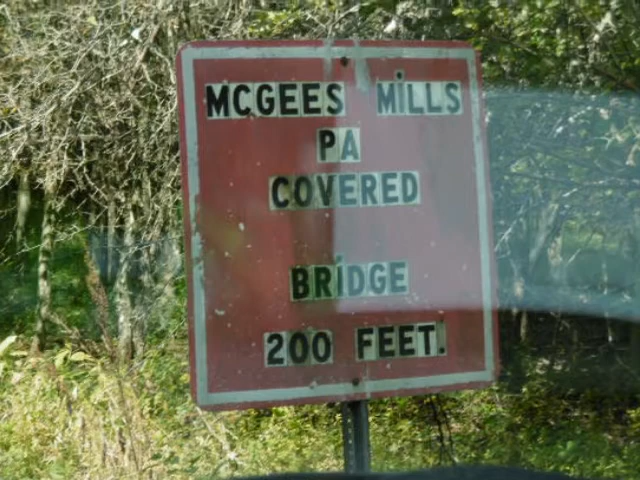 MCGEES MiLLS
PA
COVERED
BRiDGE
200 FEET.